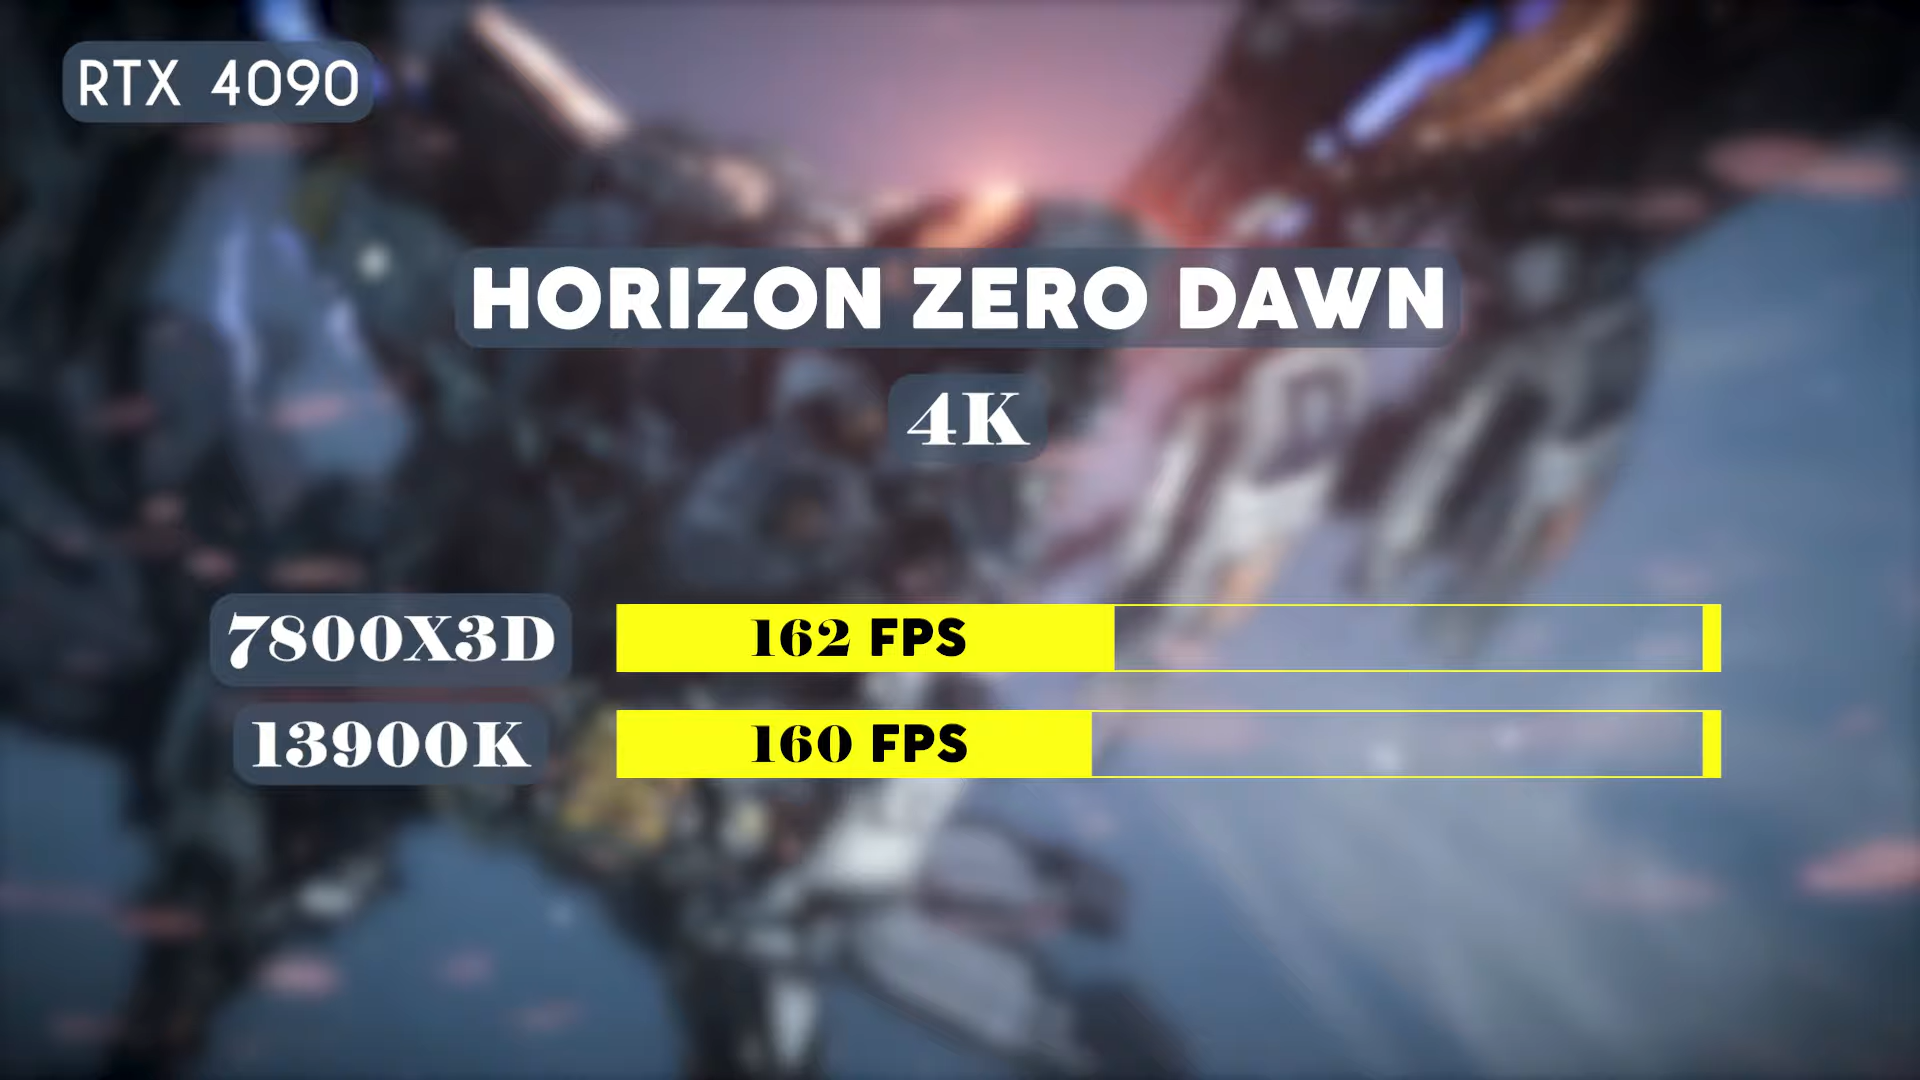 RTX 4090
HORIZON ZERO DAWN
4K
7800X3D
162 FPS
13900K
160 FPS